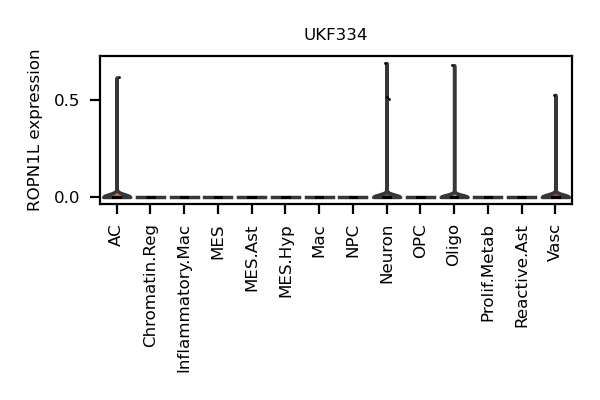 UKF334
ROPN1L expression
0.5
0.0
AC
Chromatin.Reg
Inflammatory.Mac
MES
MES.Ast
MES.Hyp
Mac
NPC
Neuron
OPC
Oligo
Prolif.Metab
Reactive.Ast
Vasc